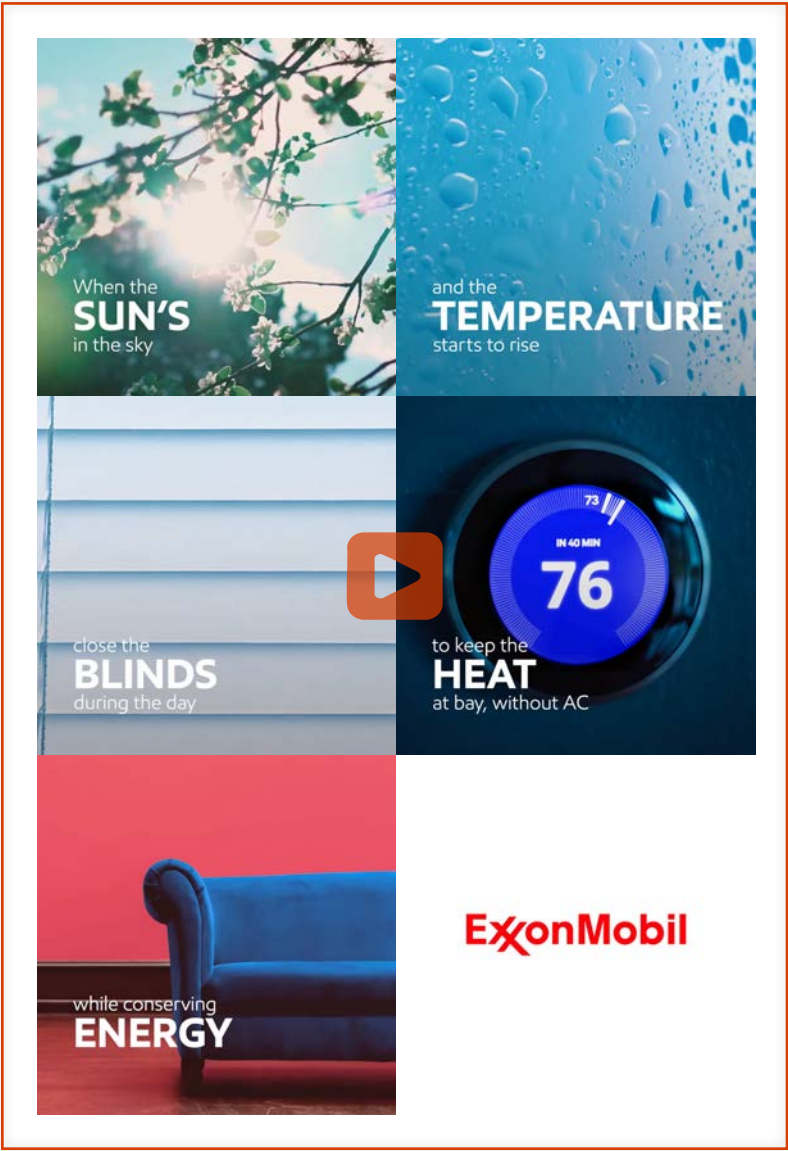 When the
SUN'S
in the sky
and the
TEMPERATURE
starts to rise
close the
BLINDS
during the day
73
IN 40 MIN
76
to keep the
HEAT
at bay, without AC
while conserving
ENERGY
ExxonMobil